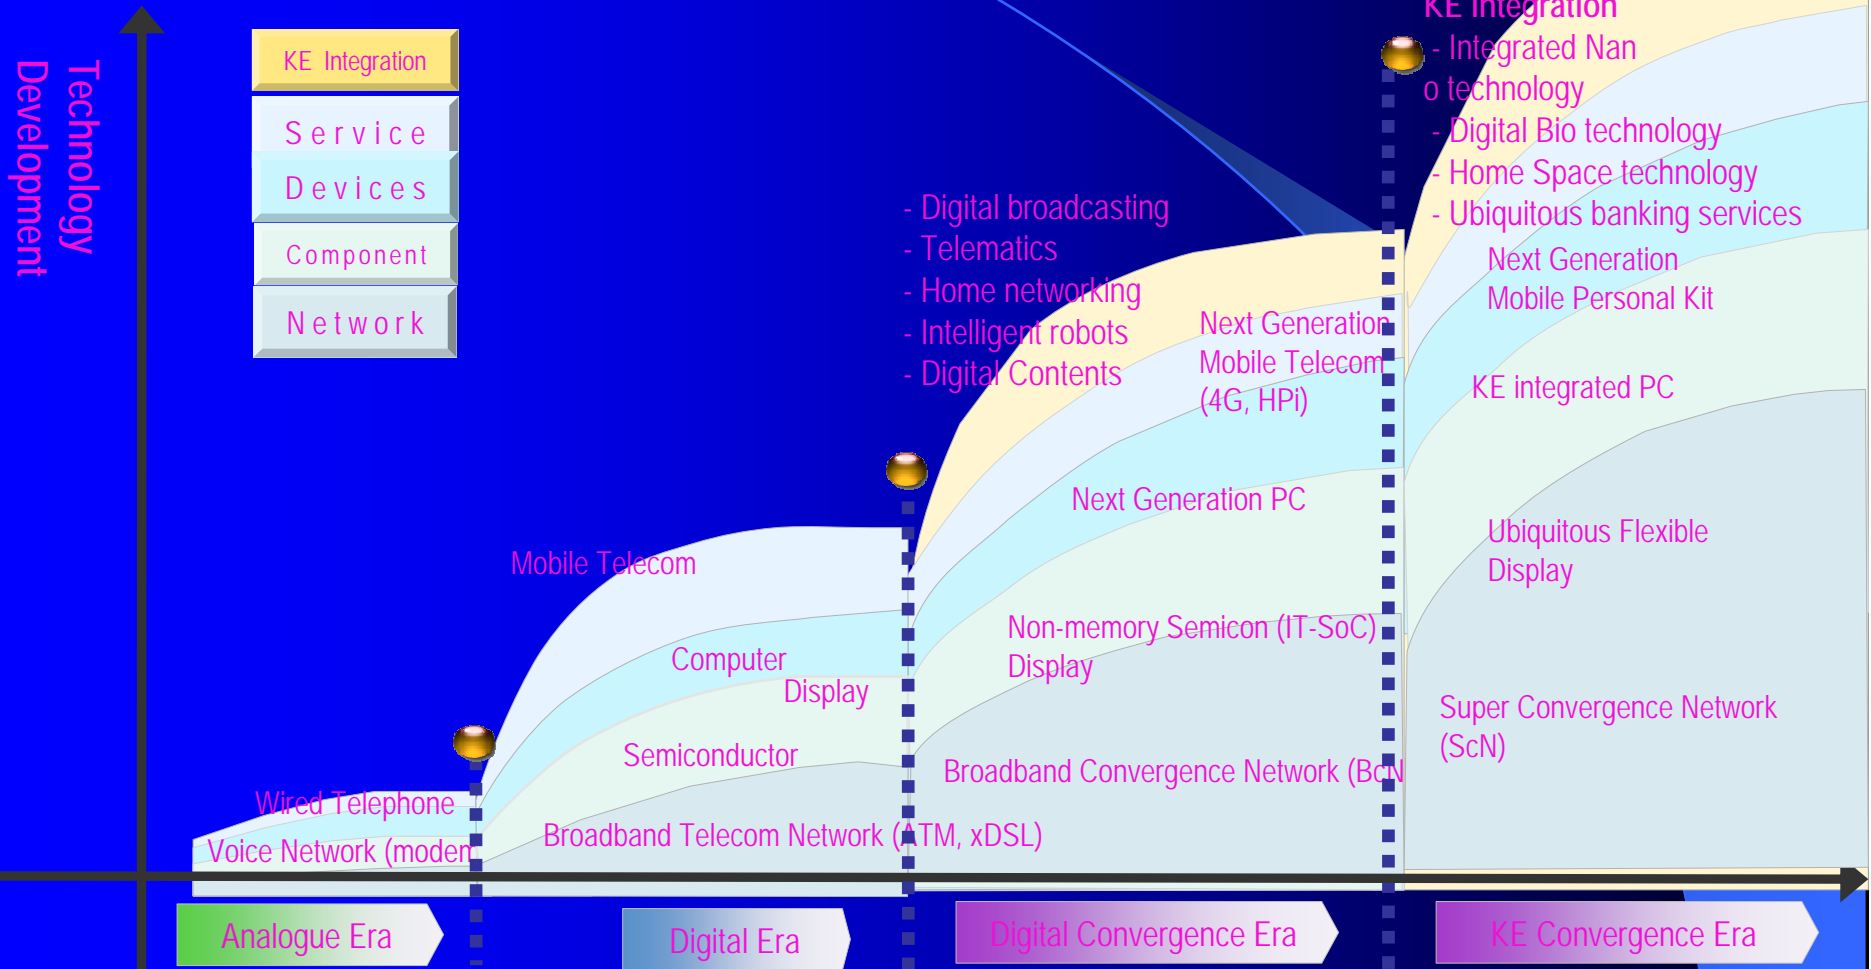 Technology
Development
KE Integration
Service
Devices
Component
Network
KE Integration
- Integrated Nan
o technology
- Digital Bio technology
- Home Space technology
- Ubiquitous banking services
- Digital broadcasting
- Telematics
- Home networking
- Intelligent robots
- Digital Contents
Next Generation
Mobile Telecom
(4G, HPi)
Next Generation
Mobile Personal Kit
KE integrated PC
Next Generation PC
Ubiquitous Flexible
Display
Mobile Telecom
Computer
Display
Non-memory Semicon (IT-SoC)
Display
Semiconductor
Super Convergence Network
(ScN)
Broadband Convergence Network (BcN
Wired Telephone
Broadband Telecom Network (ATM, xDSL)
Voice Network (modem
Analogue Era
Digital Era
Digital Convergence Era
KE Convergence Era